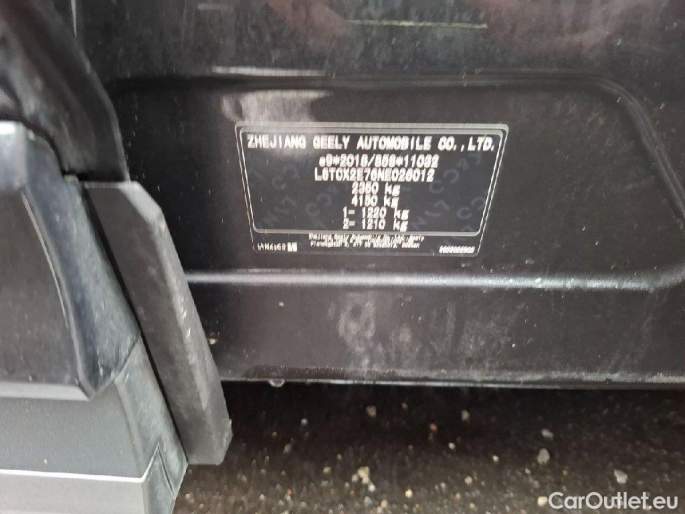 ZHEJIANG GEELY AUTOMOBILE CO., LTD.
e9*2018/858*11032
L6TCX2E76NE026012
2350 kg
4150 kg
1- 1220 kg
2- 1210 kg
CarOutlet.eu